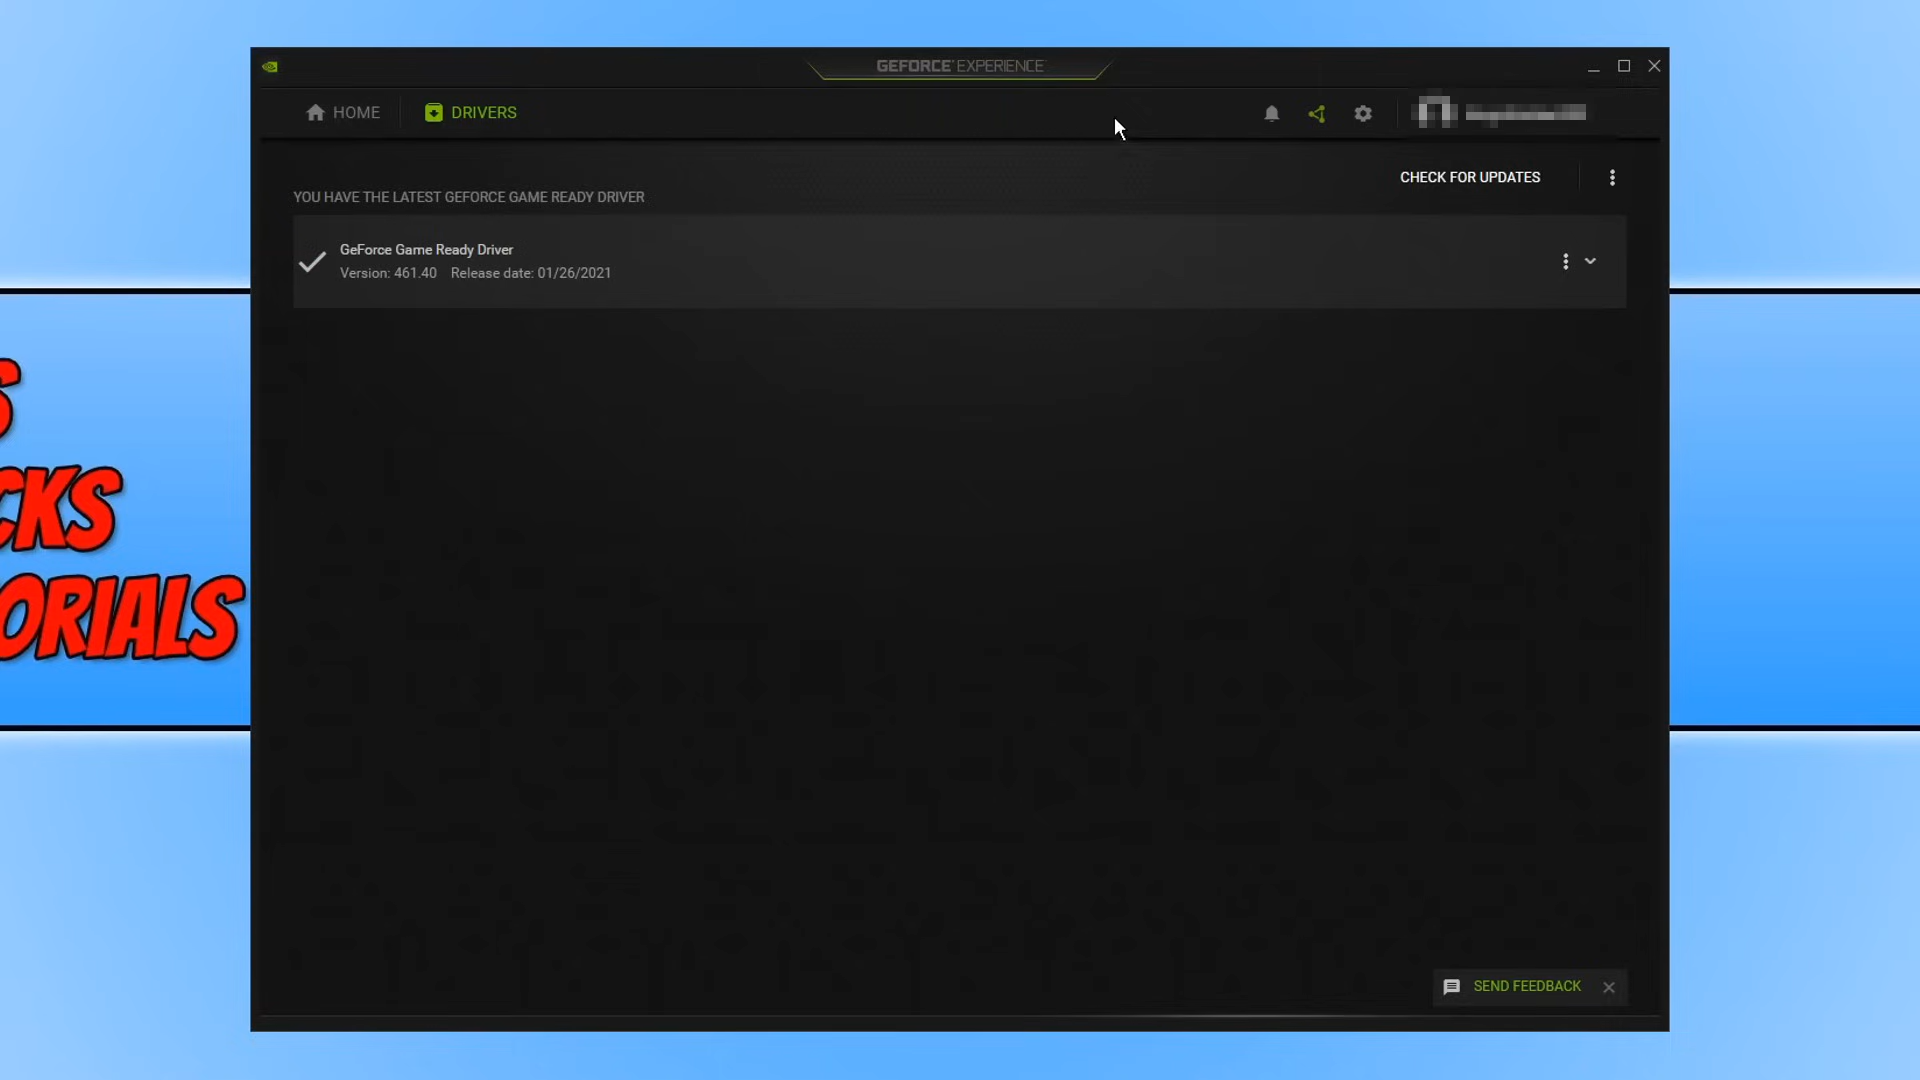 GEFORCE EXPERIENCE
HOME
DRIVERS
CHECK FOR UPDATES
YOU HAVE THE LATEST GEFORCE GAME READY DRIVER
GeForce Game Ready Driver
Version: 461.40 Release date: 01/26/2021
S
CKS
ORIALS
SEND FEEDBACK